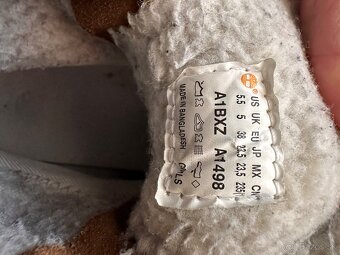 US UK EU JP MX CN
5.5 5 38 23.5 23.5 235
A1BXZ A1498
MADE IN BANGLADESH